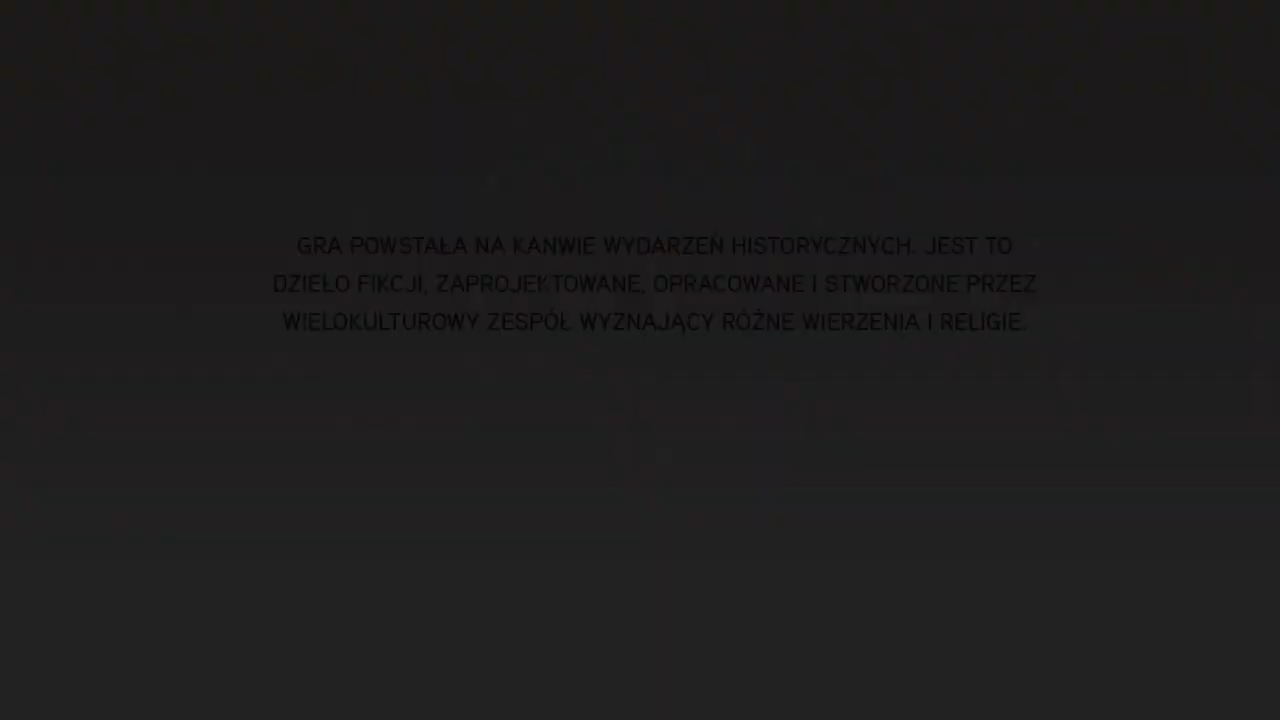 GRA POWSTAŁA NA KANWIE WYDARZEŃ HISTORYCZNYCH. JEST TO
DZIEŁO FIKCJI, ZAPROJEKTOWANE, OPRACOWANE I STWORZONE PRZEZ
WIELOKULTUROWY ZESPÓŁ WYZNAJĄCY RÓŻNE WIERZENIA I RELIGIE.